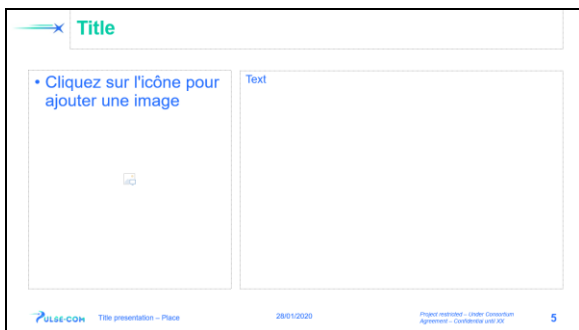 Title
• Cliquez sur l'icône pour
ajouter une image
Text
PULSE-COM
Title presentation – Place
28/01/2020
Project restricted – Under Consortium
Agreement – Confidential until XX
5